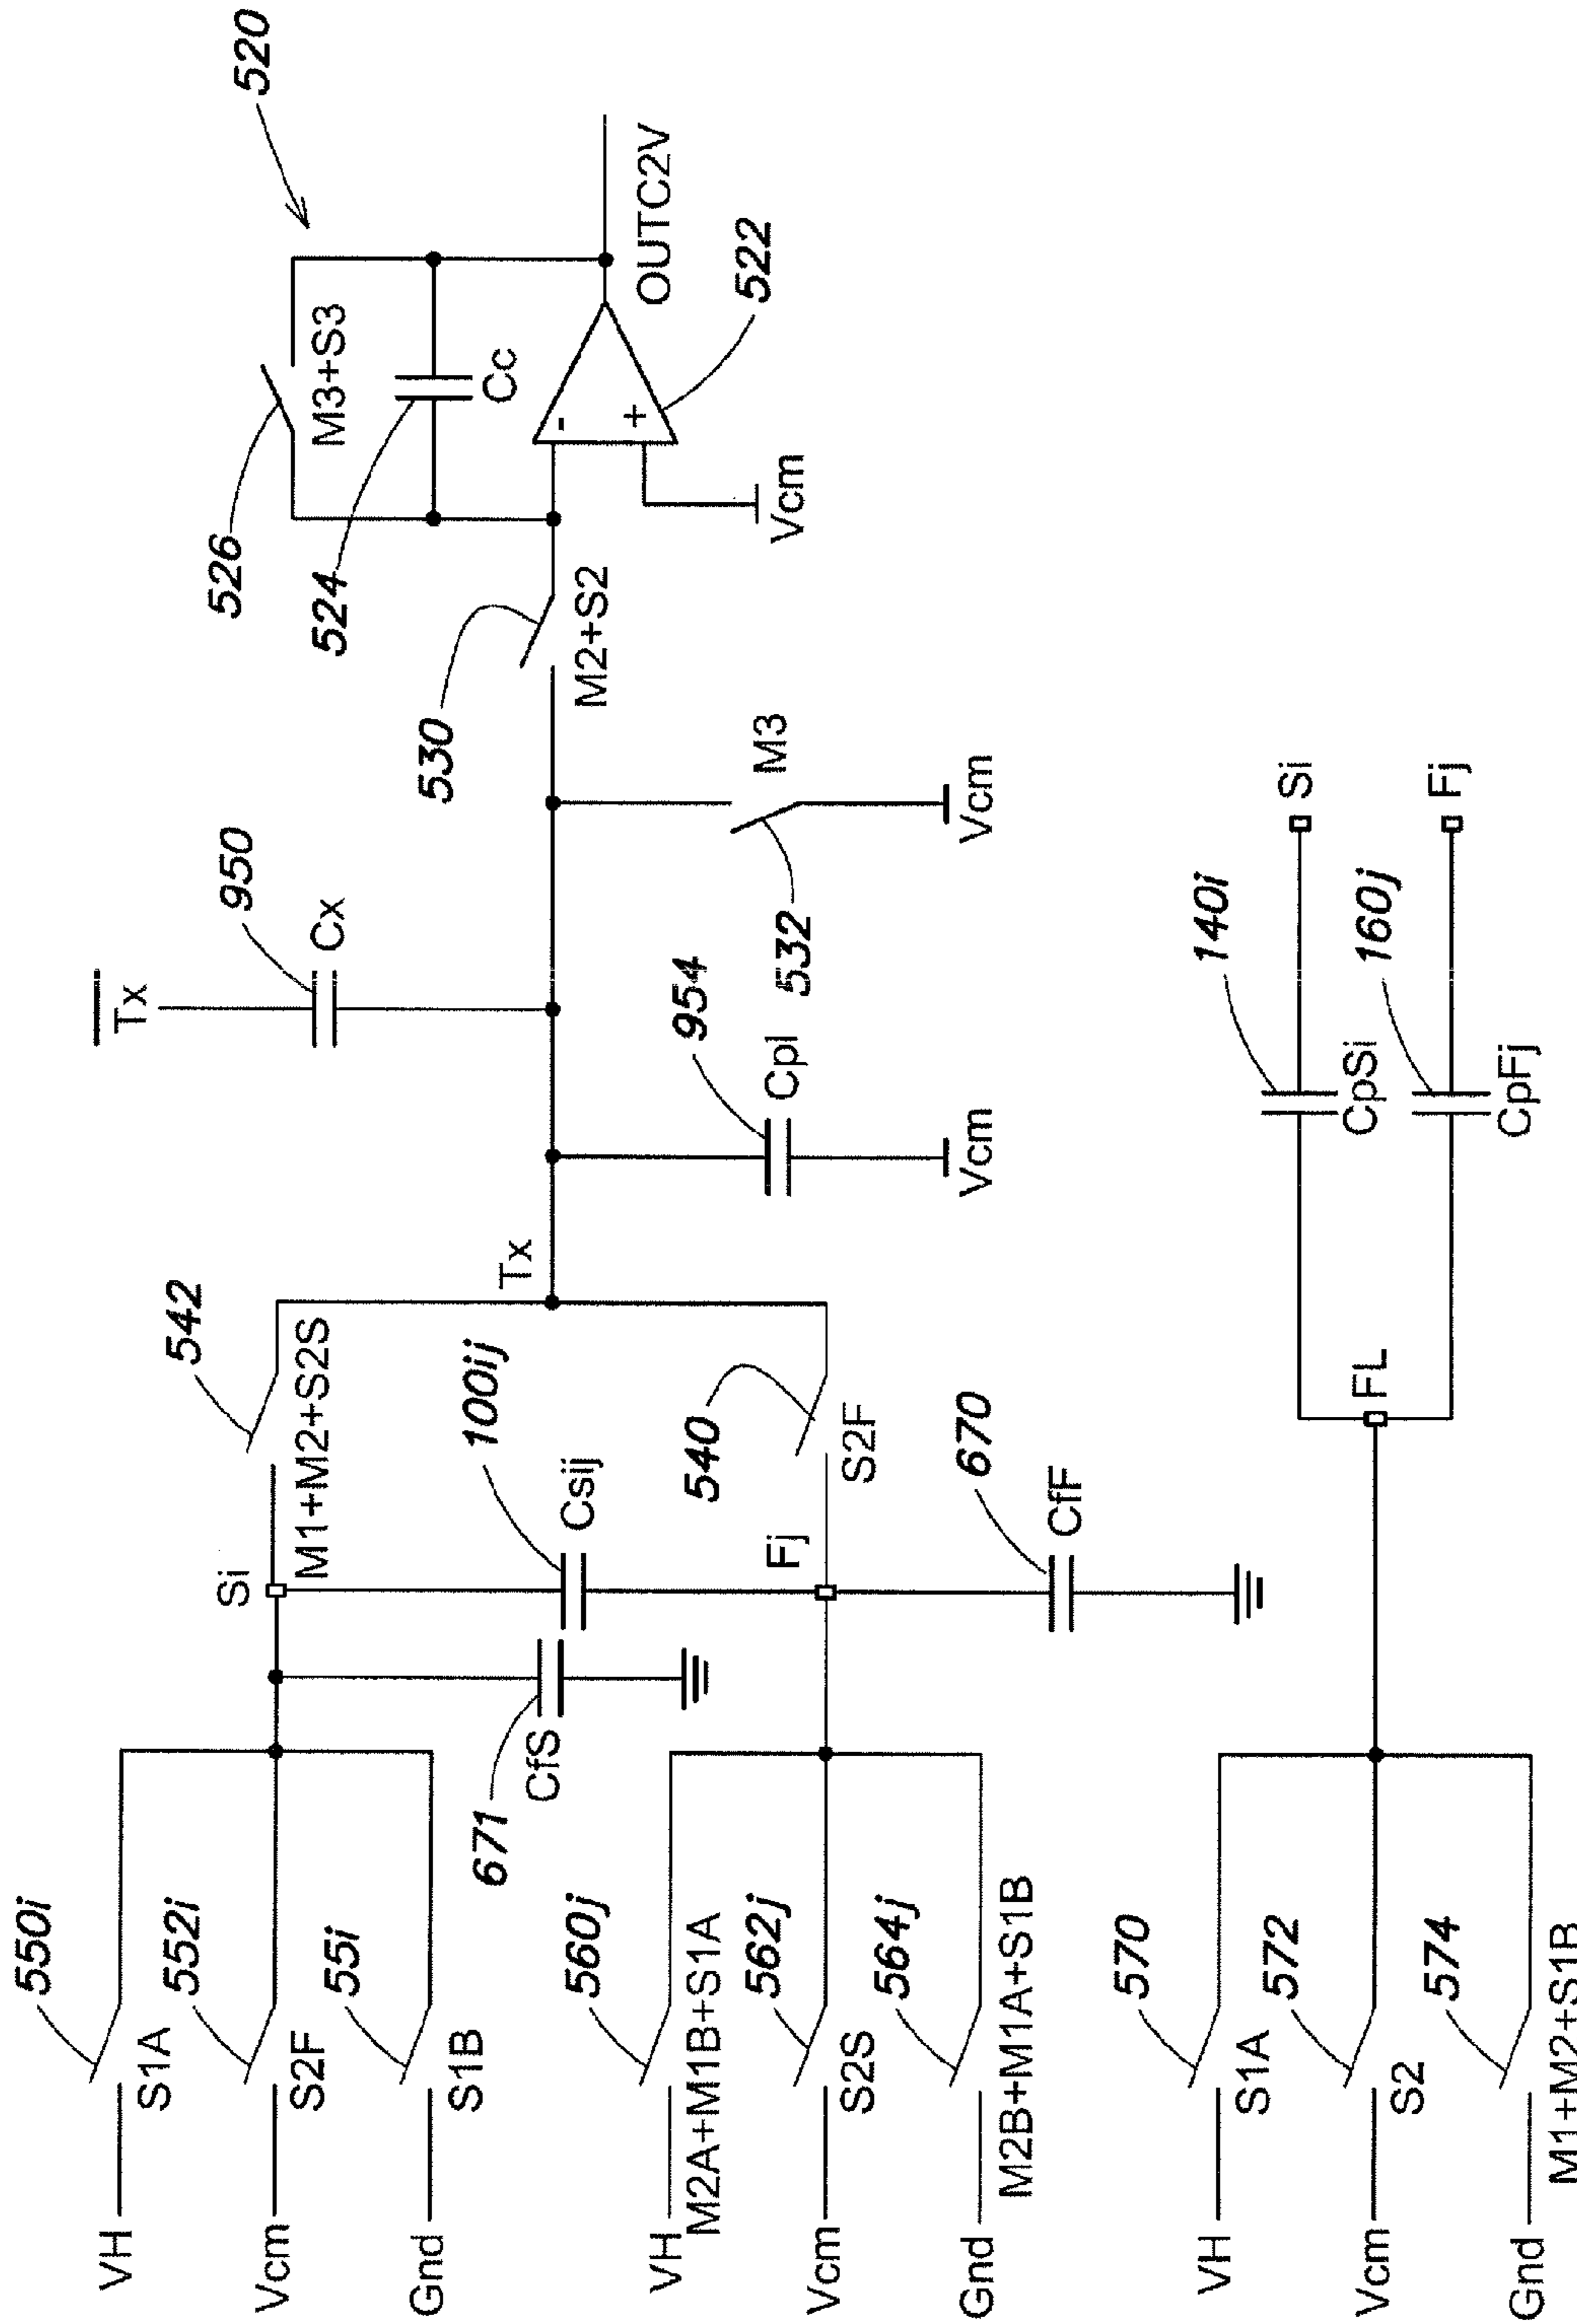 520
526
M3+S3
524
Cc
-
+
522
OUTC2V
Vcm
530
M2+S2
950
Tx
Cx
M3
532
Vcm
954
Cpl
Vcm
Tx
542
M1+M2+S2S
Si
100ij
Csij
540
S2F
Fj
670
CfF
671
CfS
550i
VH
S1A
552i
Vcm
S2F
55i
Gnd
S1B
560j
VH
M2A+M1B+S1A
562j
Vcm
S2S
564j
Gnd
M2B+M1A+S1B
570
VH
S1A
572
Vcm
S2
574
Gnd
M1+M2+S1B
FL
140i
CpSi
Si
160j
CpFj
Fj